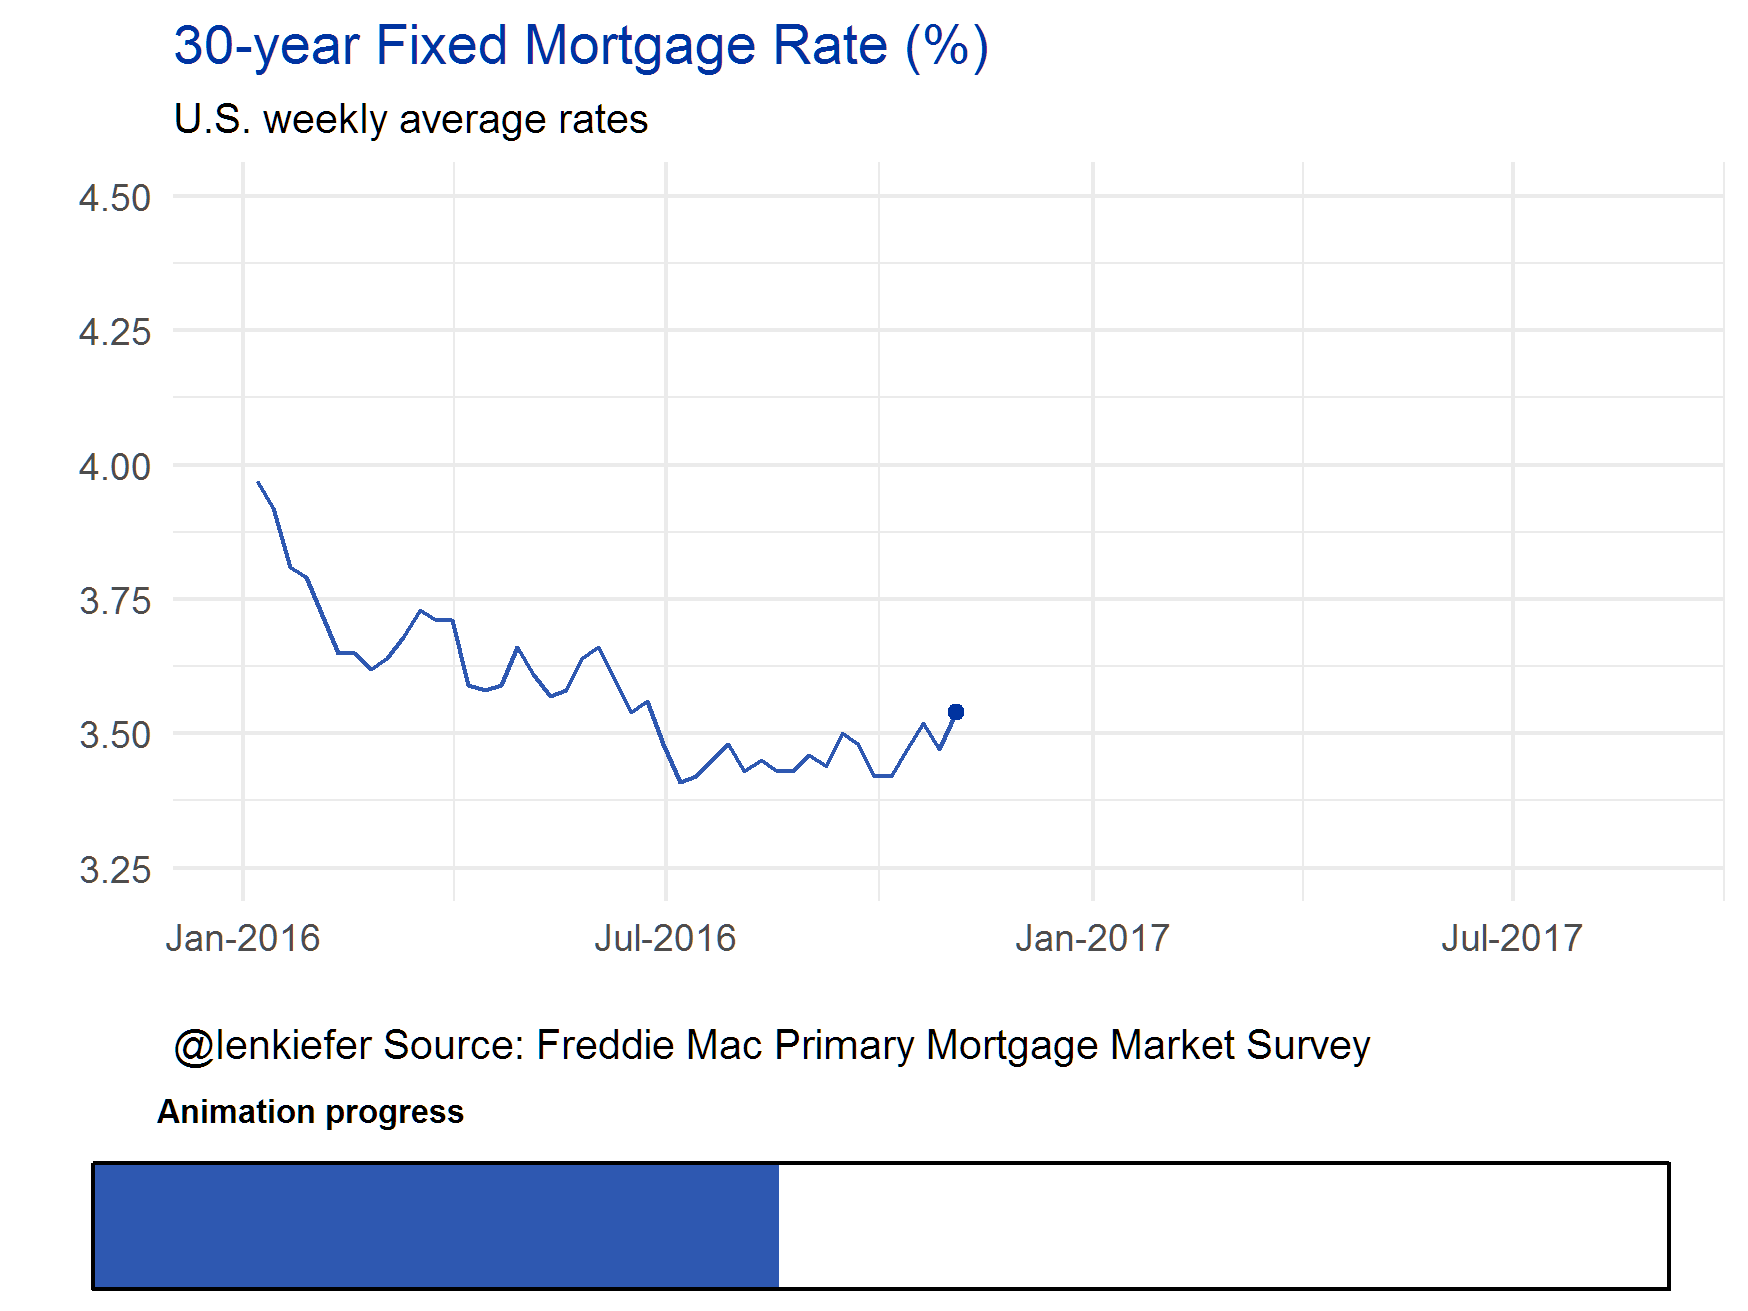 30-year Fixed Mortgage Rate (%)
U.S. weekly average rates
4.50
4.25
4.00
3.75
3.50
3.25
Jan-2016 Jul-2016 Jan-2017 Jul-2017
@lenkiefer Source: Freddie Mac Primary Mortgage Market Survey
Animation progress